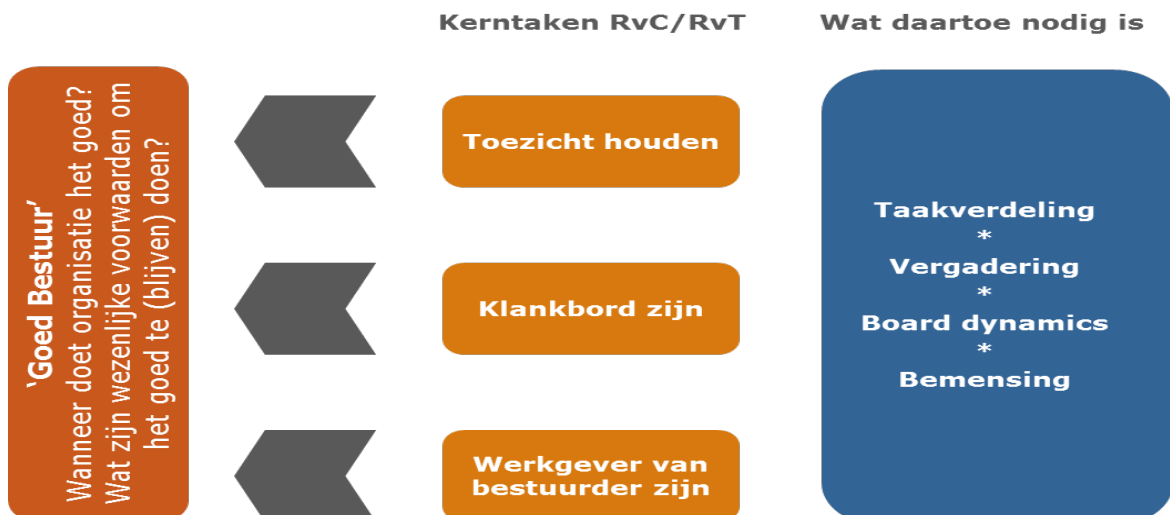 Kerntaken RvC/RvT
Wat daartoe nodig is
'Goed Bestuur'
Wanneer doet organisatie het goed?
Wat zijn wezenlijke voorwaarden om
het goed te (blijven) doen?
Toezicht houden
Klankbord zijn
Werkgever van
bestuurder zijn
Taakverdeling
*
Vergadering
*
Board dynamics
*
Bemensing